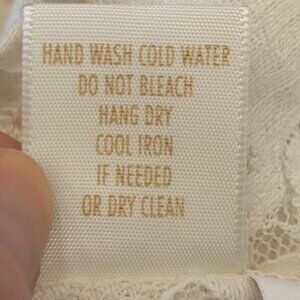 HAND WASH COLD WATER
DO NOT BLEACH
HANG DRY
COOL IRON
IF NEEDED
OR DRY CLEAN